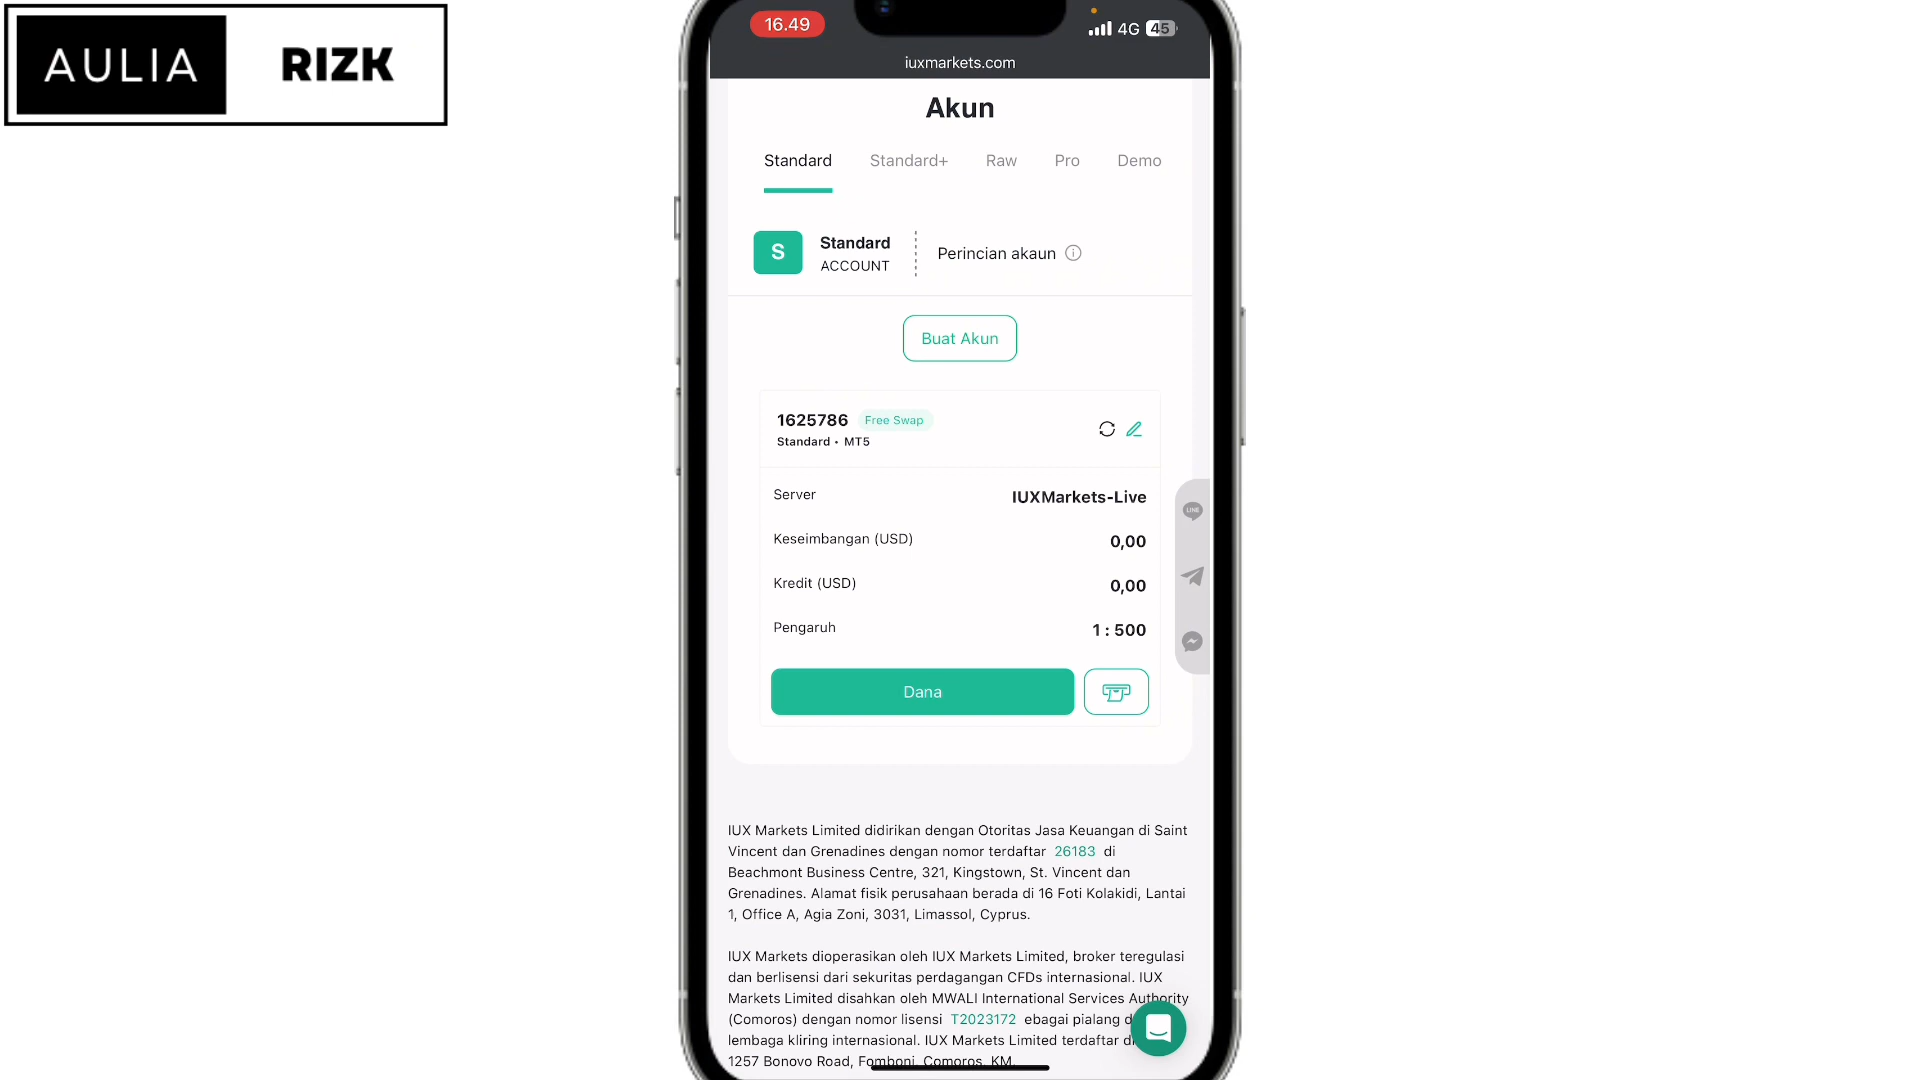 AULIA RIZK
16.49
4G 45
iuxmarkets.com
Akun
Standard Standard+ Raw Pro Demo
S
Standard
ACCOUNT
Perincian akaun
Buat Akun
1625786 Free Swap
Standard • MT5
Server IUXMarkets-Live
Keseimbangan (USD) 0,00
Kredit (USD) 0,00
Pengaruh 1 : 500
LINE
Dana
IUX Markets Limited didirikan dengan Otoritas Jasa Keuangan di Saint
Vincent dan Grenadines dengan nomor terdaftar 26183 di
Beachmont Business Centre, 321, Kingstown, St. Vincent dan
Grenadines. Alamat fisik perusahaan berada di 16 Foti Kolakidi, Lantai
1, Office A, Agia Zoni, 3031, Limassol, Cyprus.
IUX Markets dioperasikan oleh IUX Markets Limited, broker teregulasi
dan berlisensi dari sekuritas perdagangan CFDs internasional. IUX
Markets Limited disahkan oleh MWALI International Services Authority
(Comoros) dengan nomor lisensi T2023172 ebagai pialang
lembaga kliring internasional. IUX Markets Limited terdaftar
1257 Bonovo Road, Fomboni, Comoros, KM.